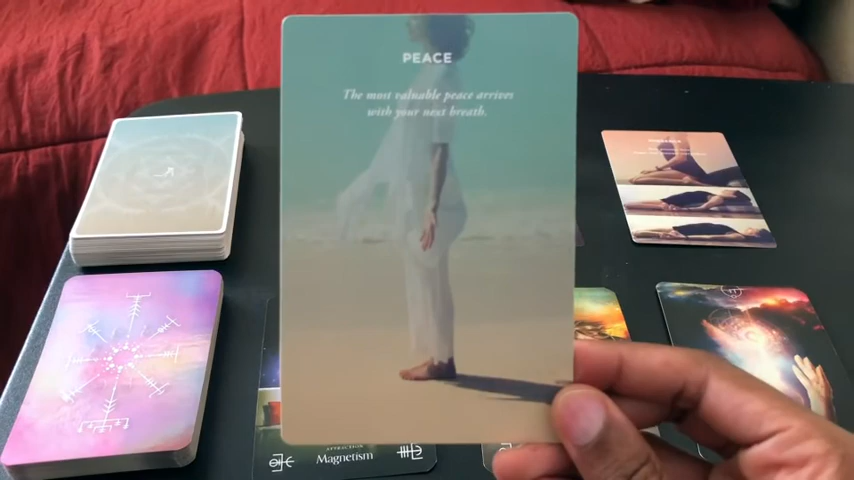 PEACE
The most valuable peace arrives
with your next breath.
Magnetism